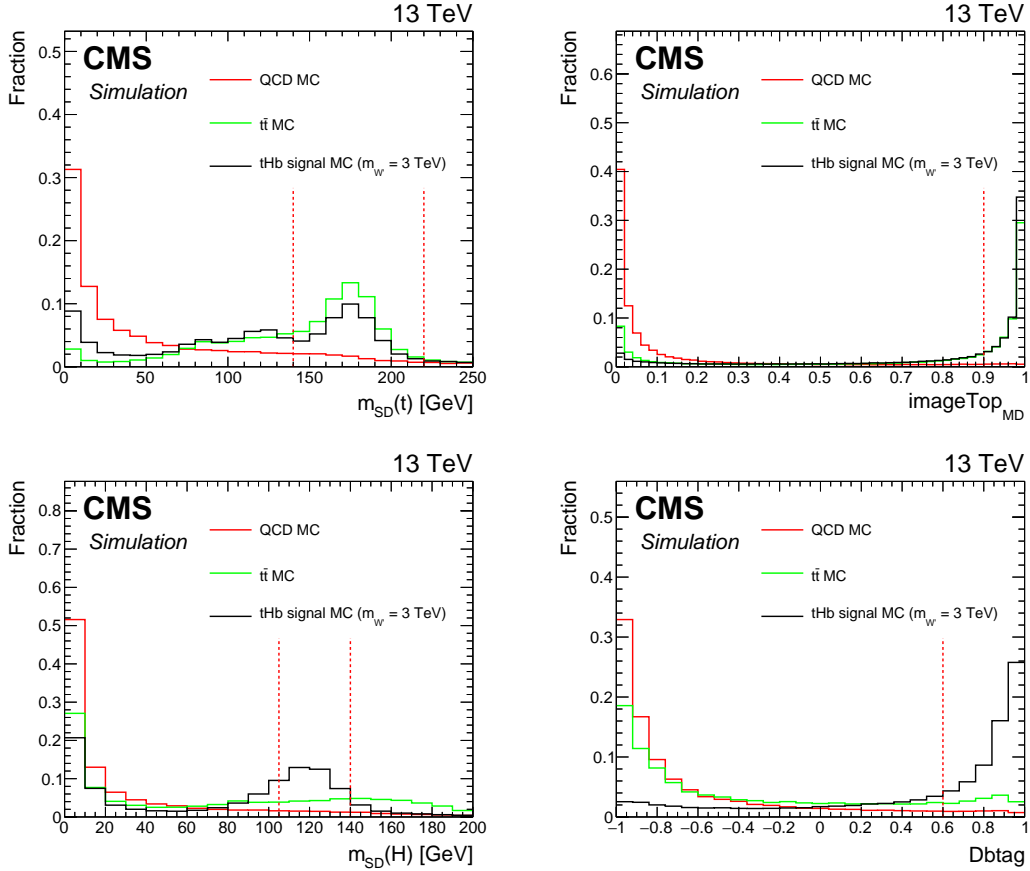 13 TeV
Fraction
CMS
Simulation
QCD MC
tt̄ MC
tHb signal MC (m_W' = 3 TeV)
0.5
0.4
0.3
0.2
0.1
0
0 50 100 150 200 250
m_SD(t) [GeV]
13 TeV
Fraction
CMS
Simulation
QCD MC
tt̄ MC
tHb signal MC (m_W' = 3 TeV)
0.6
0.5
0.4
0.3
0.2
0.1
0
0 0.1 0.2 0.3 0.4 0.5 0.6 0.7 0.8 0.9 1
imageTop_MD
13 TeV
Fraction
CMS
Simulation
QCD MC
tt̄ MC
tHb signal MC (m_W' = 3 TeV)
0.8
0.7
0.6
0.5
0.4
0.3
0.2
0.1
0
0 20 40 60 80 100 120 140 160 180 200
m_SD(H) [GeV]
13 TeV
Fraction
CMS
Simulation
QCD MC
tt̄ MC
tHb signal MC (m_W' = 3 TeV)
0.5
0.4
0.3
0.2
0.1
0
−1 −0.8 −0.6 −0.4 −0.2 0 0.2 0.4 0.6 0.8 1
Dbtag